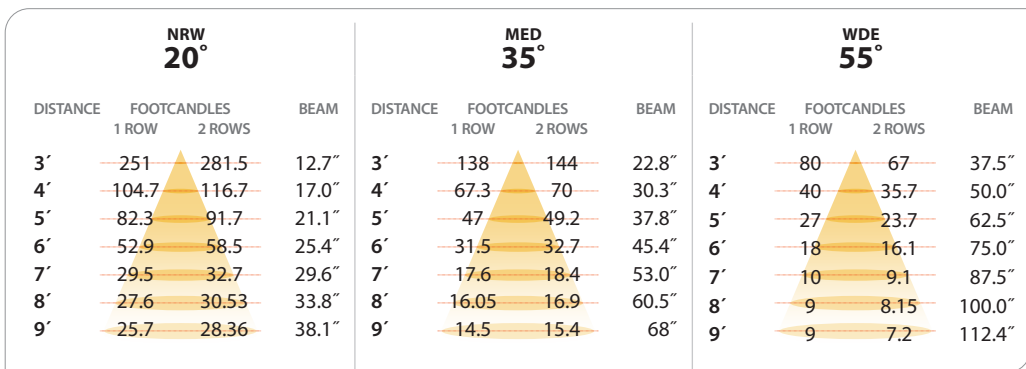 NRW
20°
DISTANCE FOOTCANDLES BEAM
1 ROW 2 ROWS
3´ 251 281.5 12.7˝
4´ 104.7 116.7 17.0˝
5´ 82.3 91.7 21.1˝
6´ 52.9 58.5 25.4˝
7´ 29.5 32.7 29.6˝
8´ 27.6 30.53 33.8˝
9´ 25.7 28.36 38.1˝
MED
35°
DISTANCE FOOTCANDLES BEAM
1 ROW 2 ROWS
3´ 138 144 22.8˝
4´ 67.3 70 30.3˝
5´ 47 49.2 37.8˝
6´ 31.5 32.7 45.4˝
7´ 17.6 18.4 53.0˝
8´ 16.05 16.9 60.5˝
9´ 14.5 15.4 68˝
WDE
55°
DISTANCE FOOTCANDLES BEAM
1 ROW 2 ROWS
3´ 80 67 37.5˝
4´ 40 35.7 50.0˝
5´ 27 23.7 62.5˝
6´ 18 16.1 75.0˝
7´ 10 9.1 87.5˝
8´ 9 8.15 100.0˝
9´ 9 7.2 112.4˝